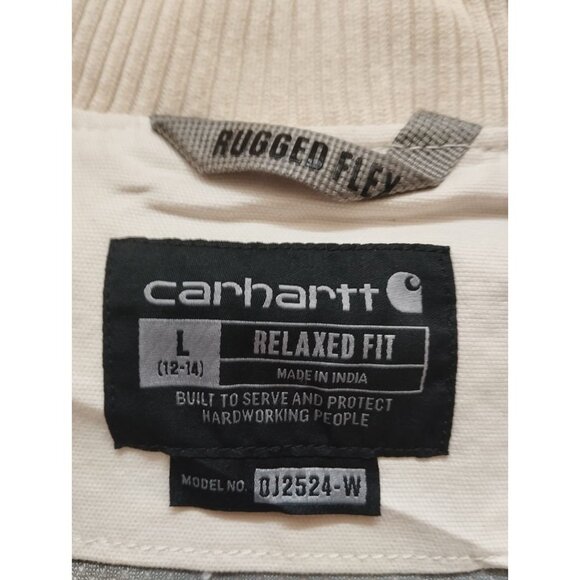 RUGGED FLEX
carhartt
L
(12-14)
RELAXED FIT
MADE IN INDIA
BUILT TO SERVE AND PROTECT
HARDWORKING PEOPLE
MODEL NO. OJ2524-W